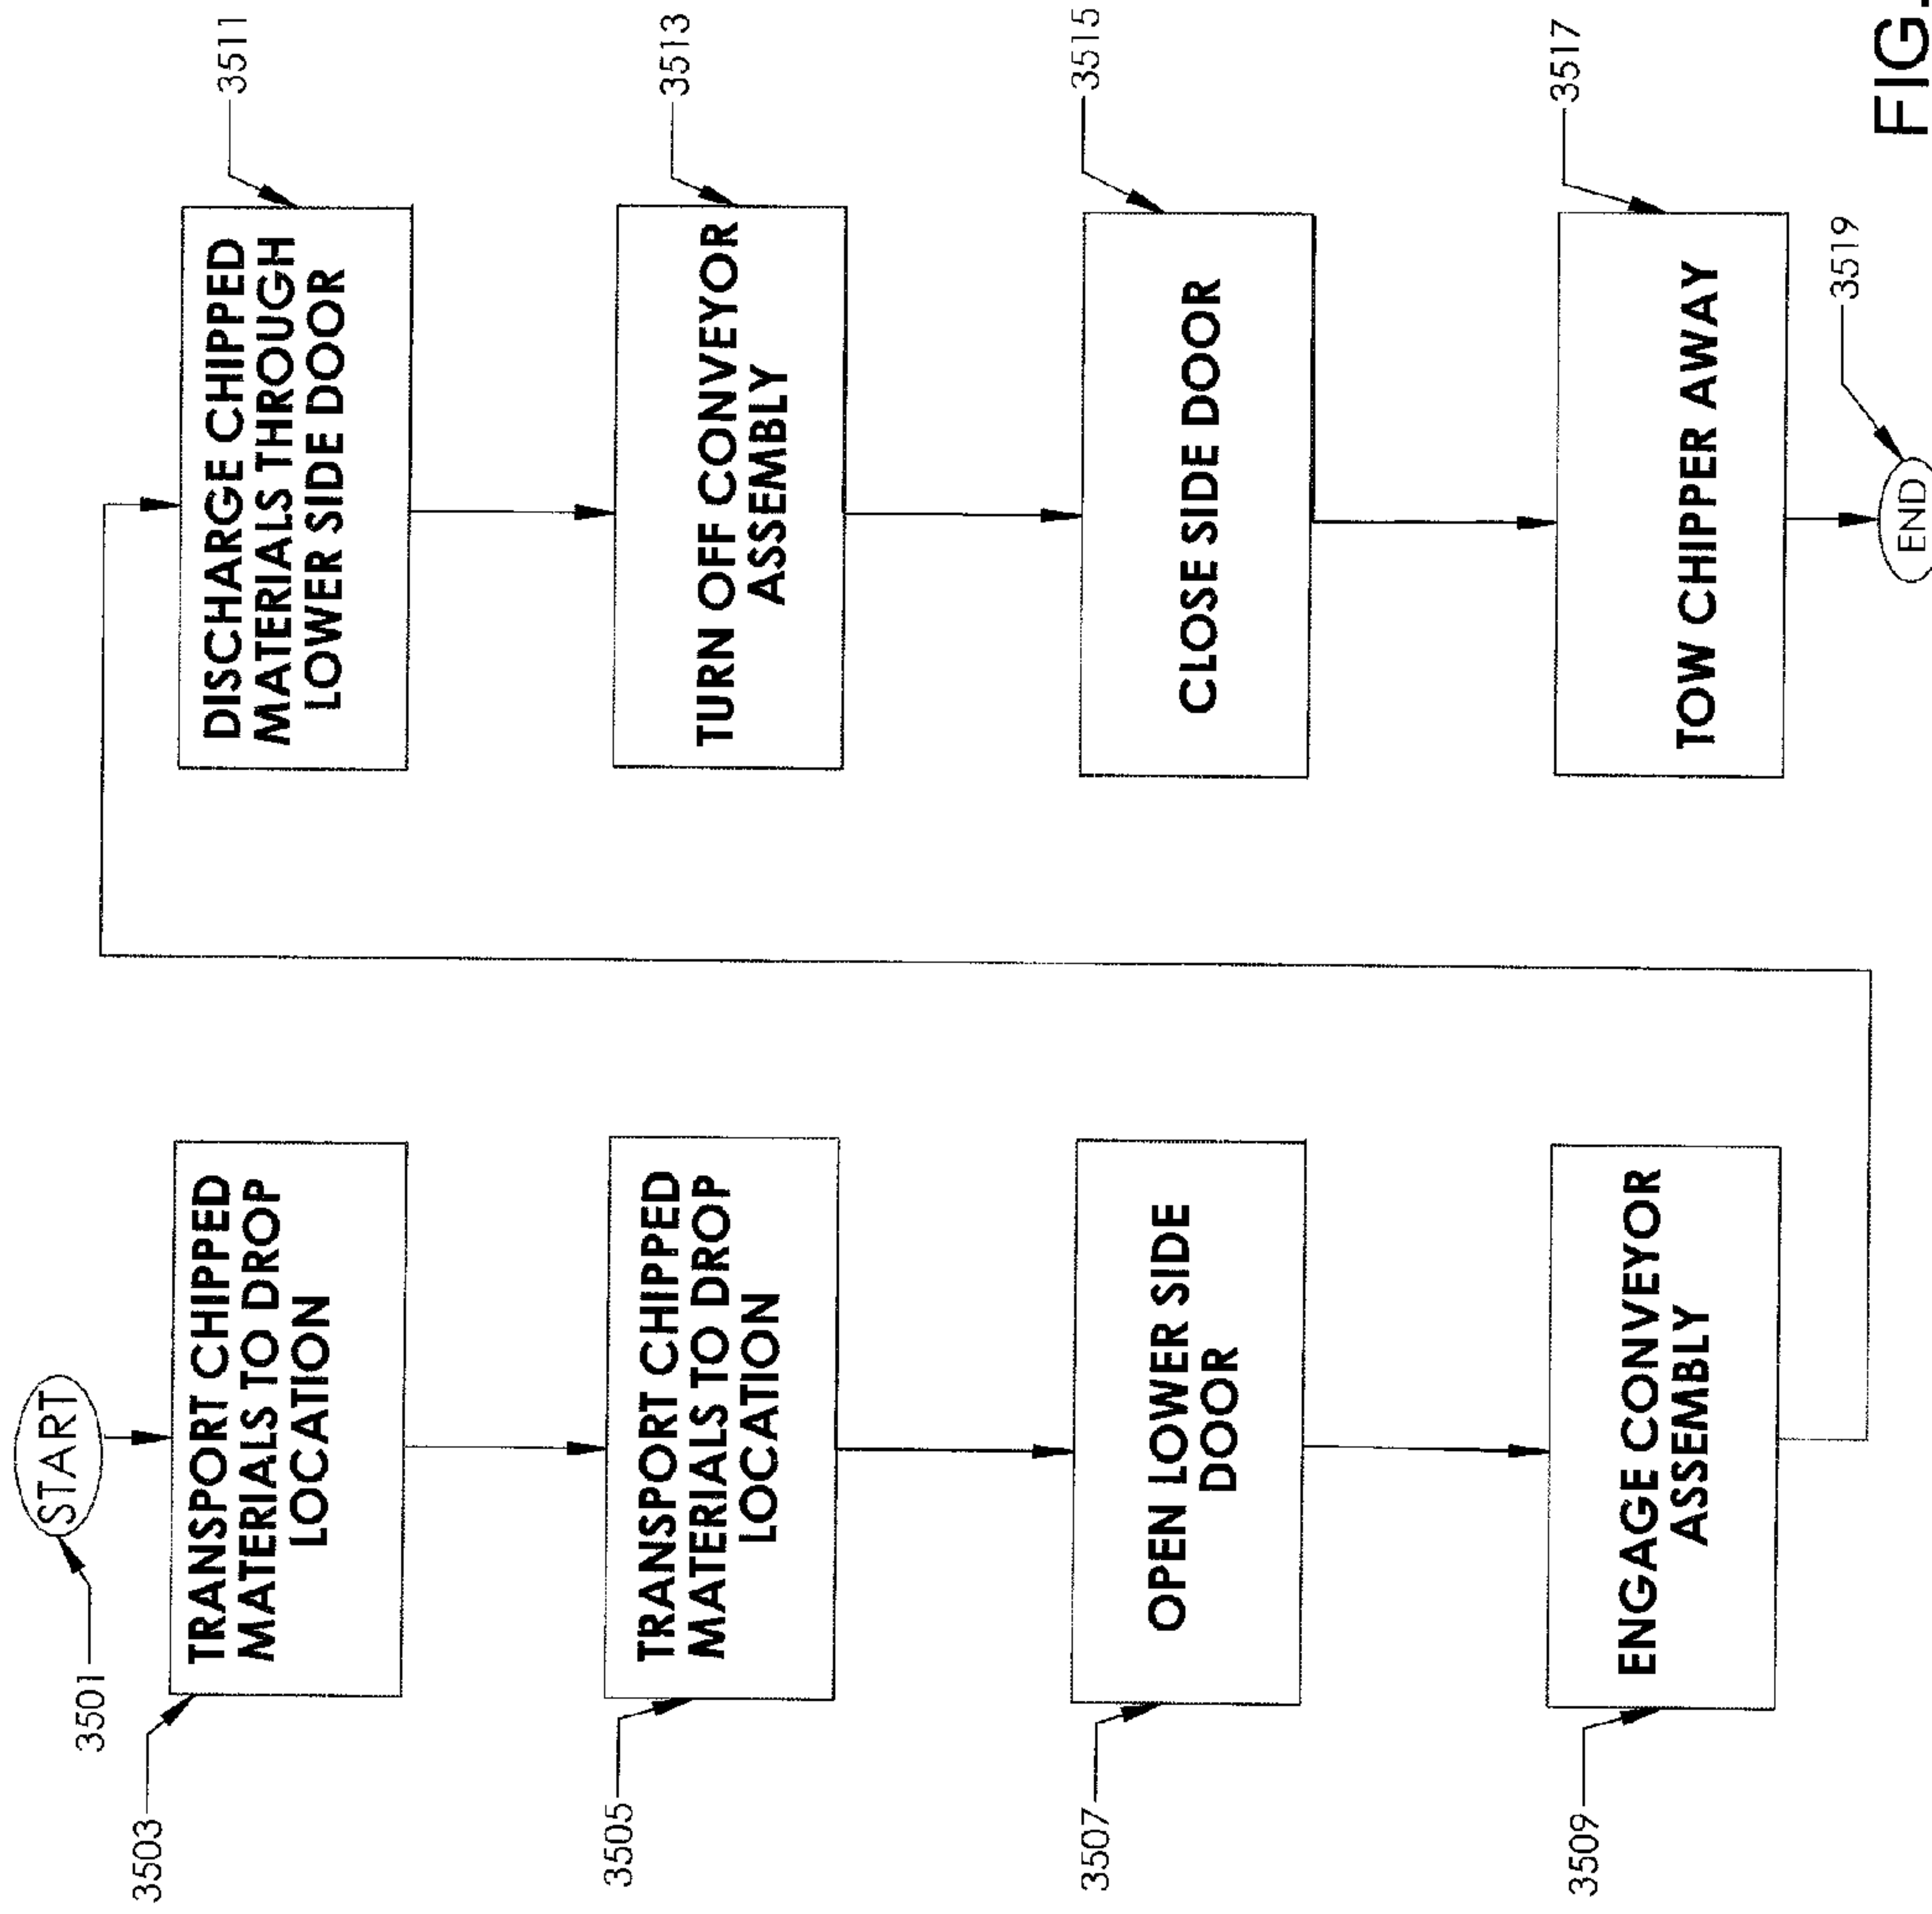 START
3501
TRANSPORT CHIPPED
MATERIALS TO DROP
LOCATION
3503
TRANSPORT CHIPPED
MATERIALS TO DROP
LOCATION
3505
OPEN LOWER SIDE
DOOR
3507
ENGAGE CONVEYOR
ASSEMBLY
3509
DISCHARGE CHIPPED
MATERIALS THROUGH
LOWER SIDE DOOR
3511
TURN OFF CONVEYOR
ASSEMBLY
3513
CLOSE SIDE DOOR
3515
TOW CHIPPER AWAY
3517
END
3519
FIG.